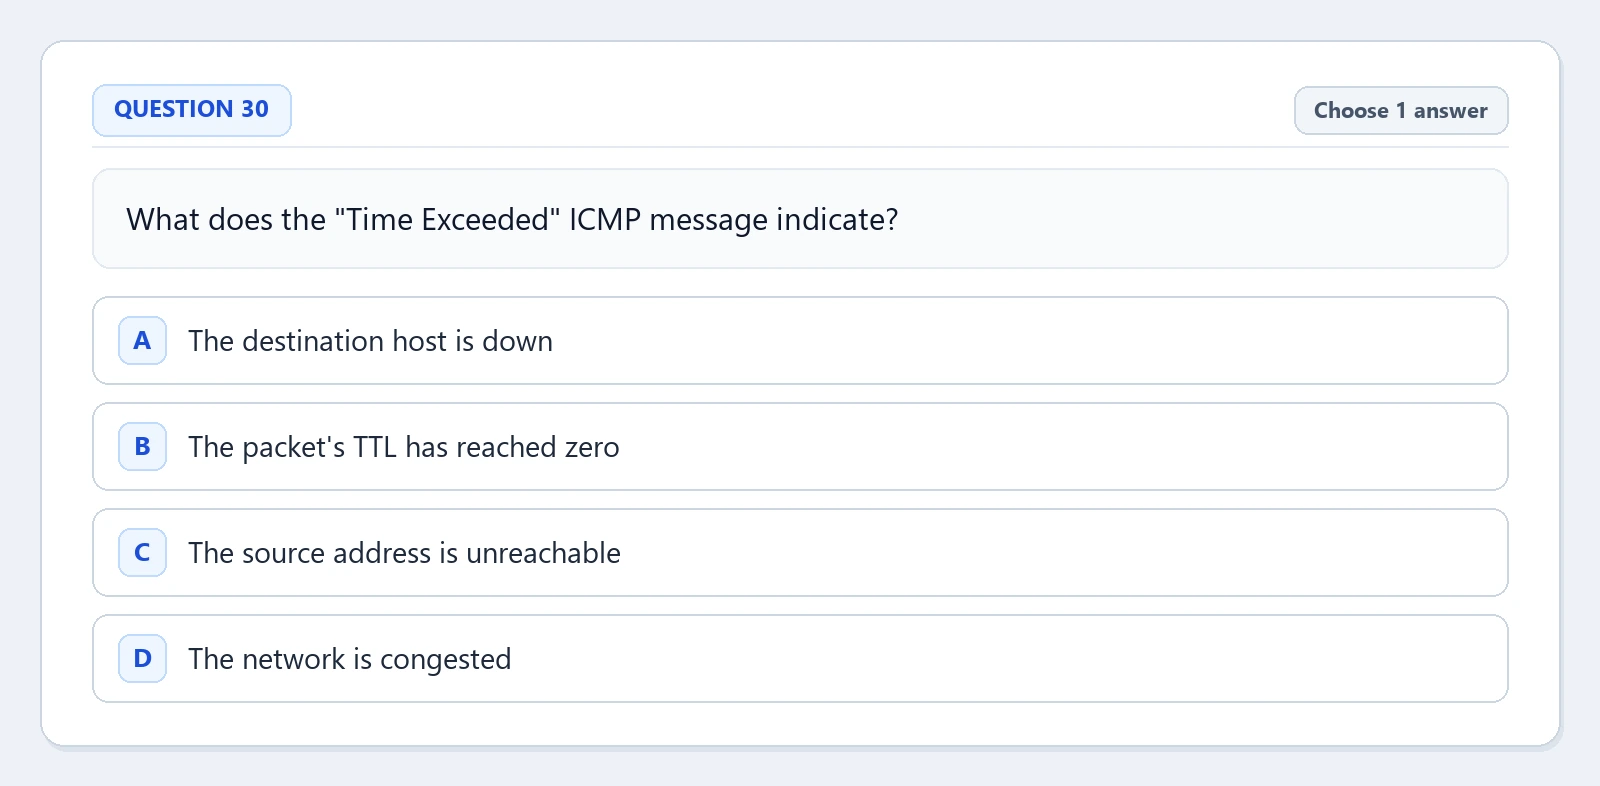 QUESTION 30
Choose 1 answer
What does the "Time Exceeded" ICMP message indicate?
A The destination host is down
B The packet's TTL has reached zero
C The source address is unreachable
D The network is congested